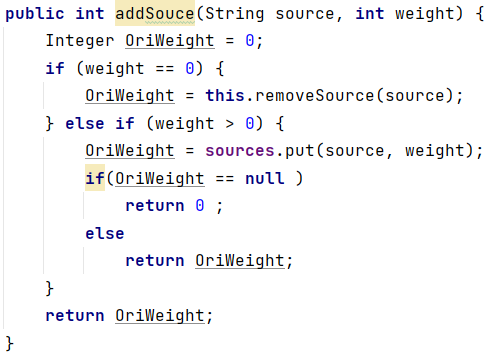 public int addSouce(String source, int weight) {
    Integer OriWeight = 0;
    if (weight == 0) {
        OriWeight = this.removeSource(source);
    } else if (weight > 0) {
        OriWeight = sources.put(source, weight);
        if(OriWeight == null )
            return 0 ;
        else
            return OriWeight;
    }
    return OriWeight;
}